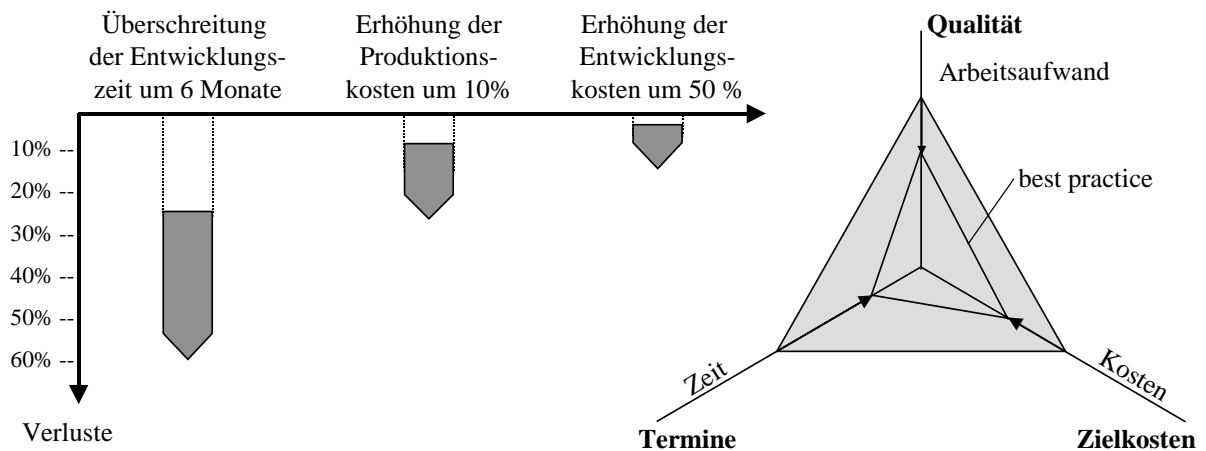 Überschreitung
der Entwicklungs-
zeit um 6 Monate
Erhöhung der
Produktions-
kosten um 10%
Erhöhung der
Entwicklungs-
kosten um 50 %
10% --
20% --
30% --
40% --
50% --
60% --
Verluste
Qualität
Arbeitsaufwand
best practice
Zeit
Kosten
Termine
Zielkosten